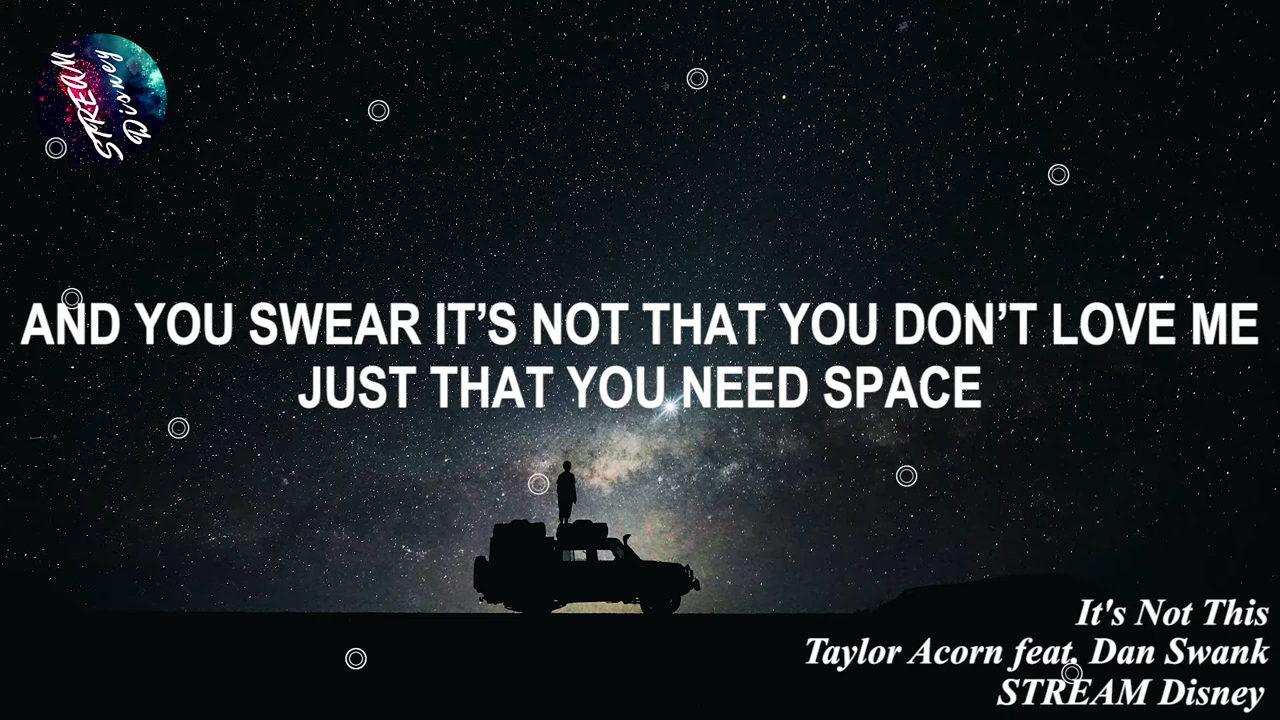 STREAM
Disney
AND YOU SWEAR IT’S NOT THAT YOU DON’T LOVE ME
JUST THAT YOU NEED SPACE
It's Not This
Taylor Acorn feat. Dan Swank
STREAM Disney